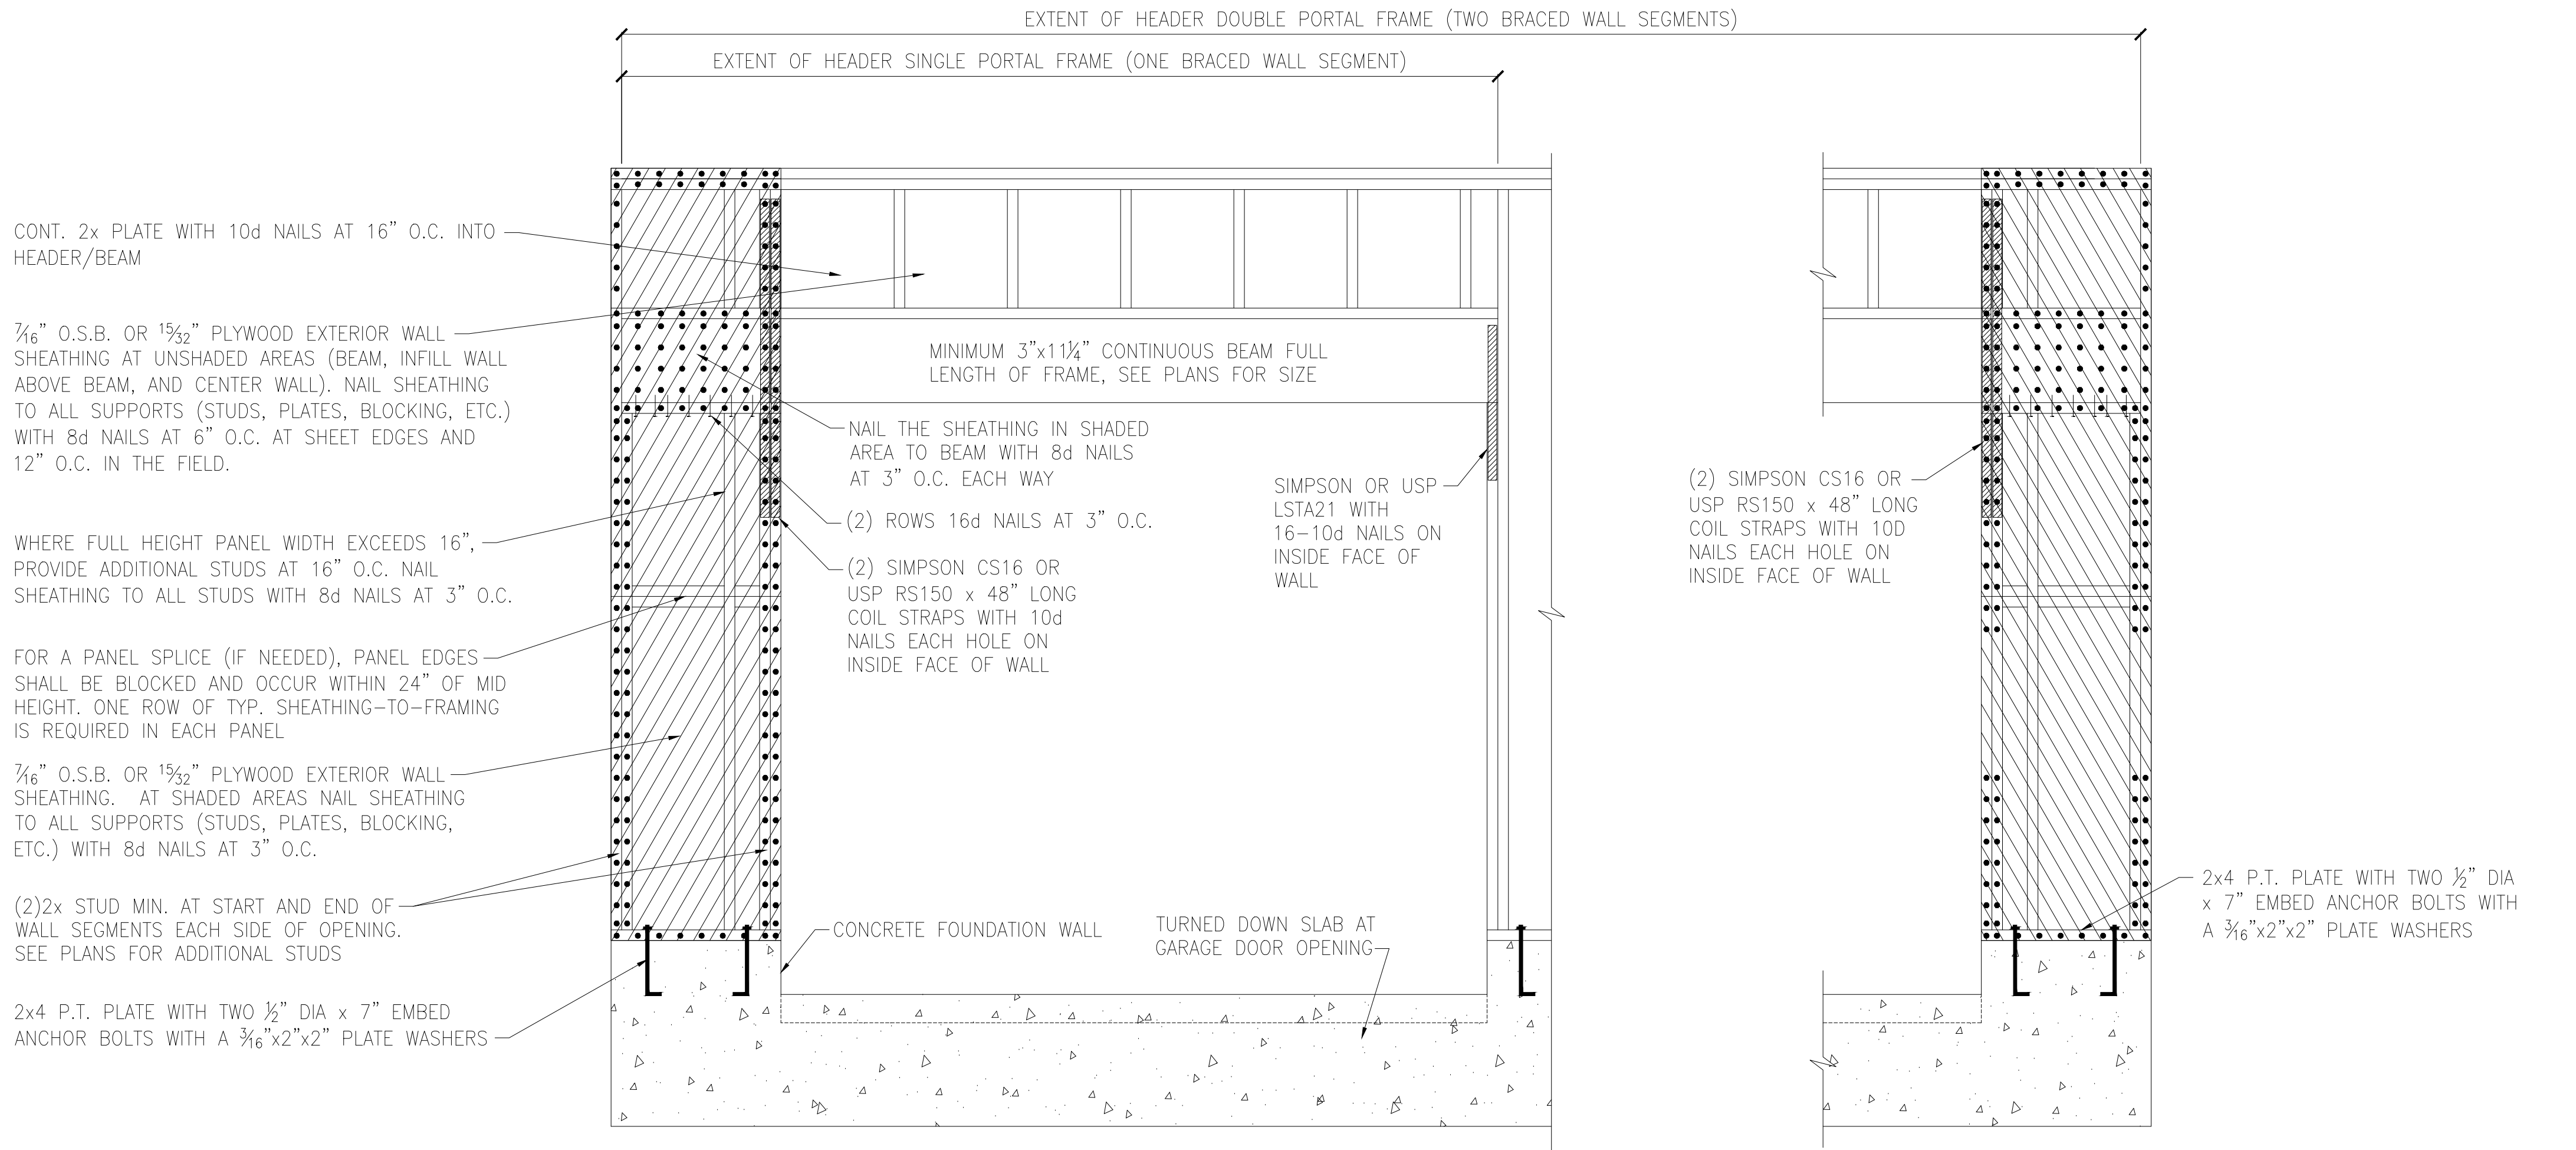 EXTENT OF HEADER DOUBLE PORTAL FRAME (TWO BRACED WALL SEGMENTS)
EXTENT OF HEADER SINGLE PORTAL FRAME (ONE BRACED WALL SEGMENT)
CONT. 2x PLATE WITH 10d NAILS AT 16" O.C. INTO
HEADER/BEAM
7/16" O.S.B. OR 15/32" PLYWOOD EXTERIOR WALL
SHEATHING AT UNSHADED AREAS (BEAM, INFILL WALL
ABOVE BEAM, AND CENTER WALL). NAIL SHEATHING
TO ALL SUPPORTS (STUDS, PLATES, BLOCKING, ETC.)
WITH 8d NAILS AT 6" O.C. AT SHEET EDGES AND
12" O.C. IN THE FIELD.
WHERE FULL HEIGHT PANEL WIDTH EXCEEDS 16",
PROVIDE ADDITIONAL STUDS AT 16" O.C. NAIL
SHEATHING TO ALL STUDS WITH 8d NAILS AT 3" O.C.
FOR A PANEL SPLICE (IF NEEDED), PANEL EDGES
SHALL BE BLOCKED AND OCCUR WITHIN 24" OF MID
HEIGHT. ONE ROW OF TYP. SHEATHING-TO-FRAMING
IS REQUIRED IN EACH PANEL
7/16" O.S.B. OR 15/32" PLYWOOD EXTERIOR WALL
SHEATHING. AT SHADED AREAS NAIL SHEATHING
TO ALL SUPPORTS (STUDS, PLATES, BLOCKING,
ETC.) WITH 8d NAILS AT 3" O.C.
(2)2x STUD MIN. AT START AND END OF
WALL SEGMENTS EACH SIDE OF OPENING.
SEE PLANS FOR ADDITIONAL STUDS
2x4 P.T. PLATE WITH TWO 1/2" DIA x 7" EMBED
ANCHOR BOLTS WITH A 3/16"x2"x2" PLATE WASHERS
MINIMUM 3"x11 1/4" CONTINUOUS BEAM FULL
LENGTH OF FRAME, SEE PLANS FOR SIZE
NAIL THE SHEATHING IN SHADED
AREA TO BEAM WITH 8d NAILS
AT 3" O.C. EACH WAY
(2) ROWS 16d NAILS AT 3" O.C.
(2) SIMPSON CS16 OR
USP RS150 x 48" LONG
COIL STRAPS WITH 10d
NAILS EACH HOLE ON
INSIDE FACE OF WALL
SIMPSON OR USP
LSTA21 WITH
16-10d NAILS ON
INSIDE FACE OF
WALL
CONCRETE FOUNDATION WALL
TURNED DOWN SLAB AT
GARAGE DOOR OPENING
(2) SIMPSON CS16 OR
USP RS150 x 48" LONG
COIL STRAPS WITH 10D
NAILS EACH HOLE ON
INSIDE FACE OF WALL
2x4 P.T. PLATE WITH TWO 1/2" DIA
x 7" EMBED ANCHOR BOLTS WITH
A 3/16"x2"x2" PLATE WASHERS